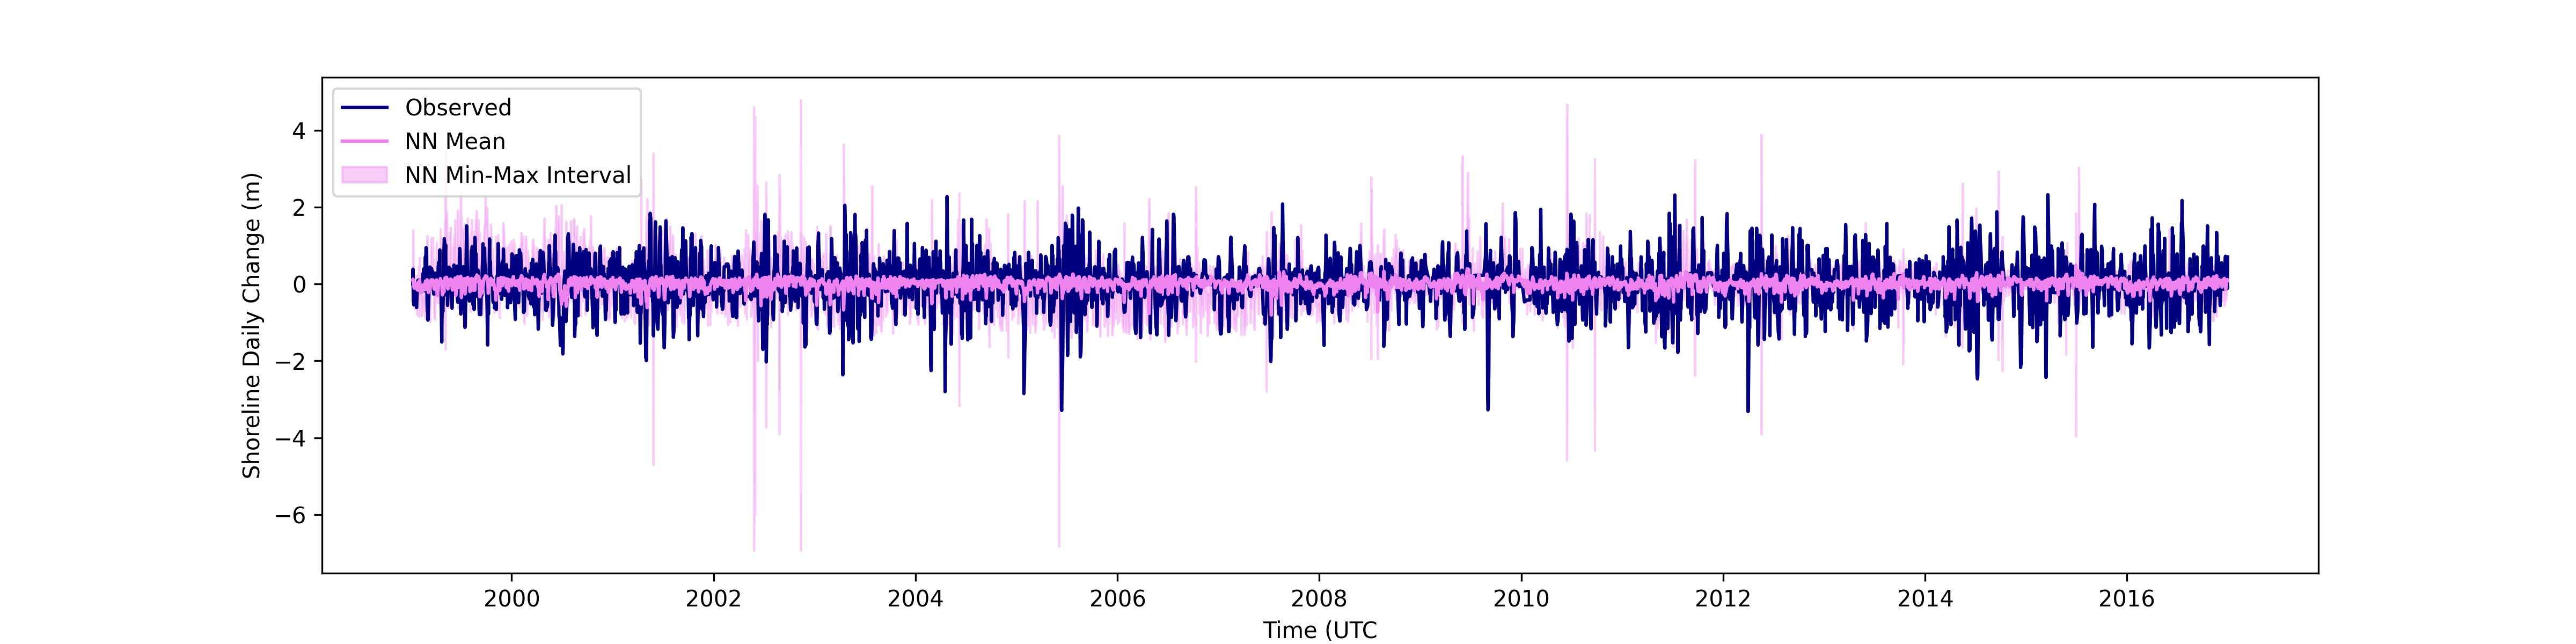 Observed
NN Mean
NN Min-Max Interval
Shoreline Daily Change (m)
4
2
0
−2
−4
−6
2000 2002 2004 2006 2008 2010 2012 2014 2016
Time (UTC